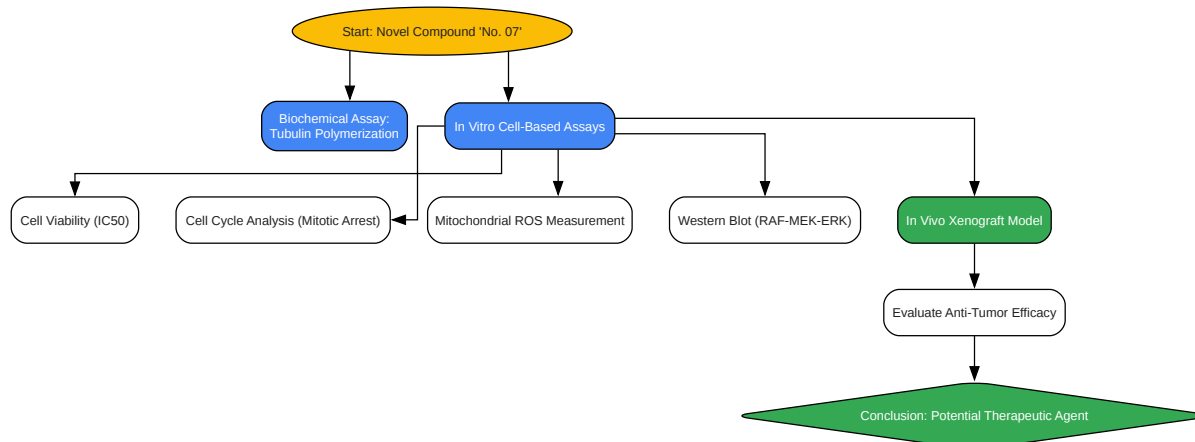 Start: Novel Compound 'No. 07'
Biochemical Assay:
Tubulin Polymerization
In Vitro Cell-Based Assays
Cell Viability (IC50)
Cell Cycle Analysis (Mitotic Arrest)
Mitochondrial ROS Measurement
Western Blot (RAF-MEK-ERK)
In Vivo Xenograft Model
Evaluate Anti-Tumor Efficacy
Conclusion: Potential Therapeutic Agent